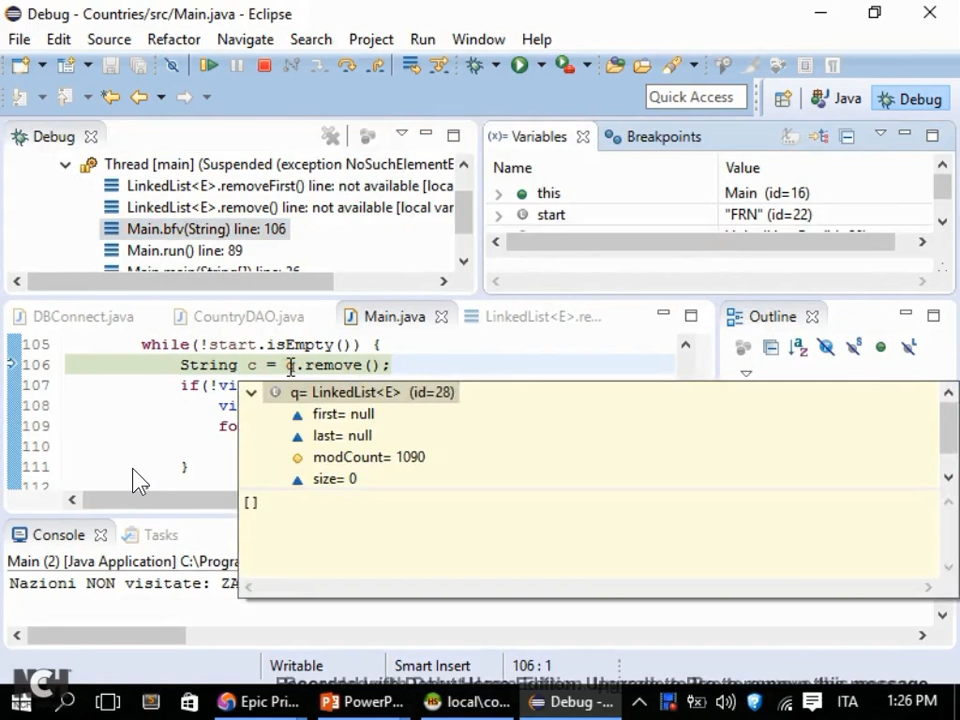 Debug - Countries/src/Main.java - Eclipse
File Edit Source Refactor Navigate Search Project Run Window Help
Quick Access
Java
Debug
Debug
Thread [main] (Suspended (exception NoSuchElementE
LinkedList<E>.removeFirst() line: not available [loca
LinkedList<E>.remove() line: not available [local var
Main.bfv(String) line: 106
Main.run() line: 89
Main.main(String[]) line: 26
(x)= Variables
Breakpoints
Name Value
this Main (id=16)
start "FRN" (id=22)
DBConnect.java
CountryDAO.java
Main.java
LinkedList<E>.re...
Outline
105 while(!start.isEmpty()) {
106 String c = q.remove();
107 if(!vi
108 vi
109 fo
110
111 }
112
q= LinkedList<E> (id=28)
first= null
last= null
modCount= 1090
size= 0
[]
Console
Tasks
Main (2) [Java Application] C:\Progra
Nazioni NON visitate: ZA
Writable Smart Insert 106 : 1
Epic Pri...
PowerP...
local\co...
Debug -...
ITA
1:26 PM